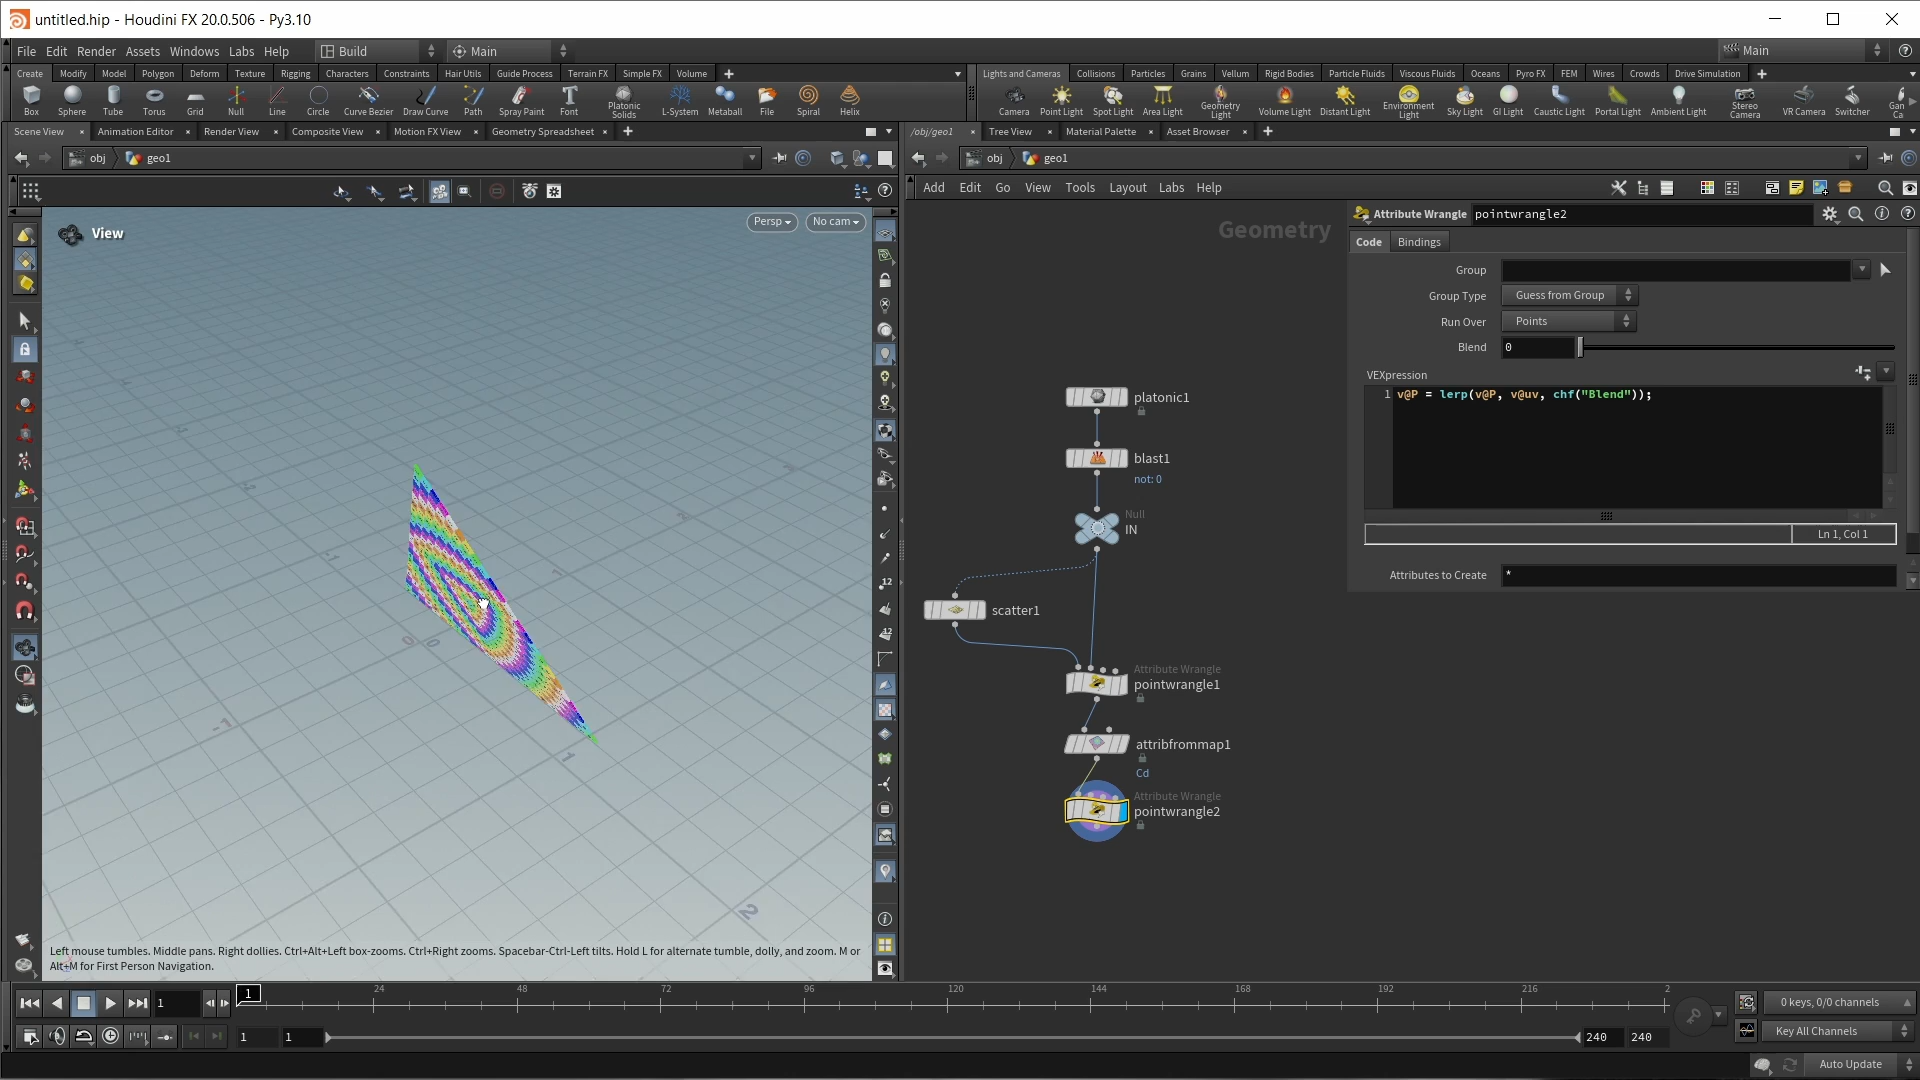 untitled.hip - Houdini FX 20.0.506 - Py3.10
File Edit Render Assets Windows Labs Help Build Main Main
Create Modify Model Polygon Deform Texture Rigging Characters Constraints Hair Utils Guide Process Terrain FX Simple FX Volume
Lights and Cameras Collisions Particles Grains Vellum Rigid Bodies Particle Fluids Viscous Fluids Oceans Pyro FX FEM Wires Crowds Drive Simulation
Box Sphere Tube Torus Grid Null Line Circle Curve Bezier Draw Curve Path Spray Paint Font Platonic Solids L-System Metaball File Spiral Helix
Camera Point Light Spot Light Area Light Geometry Light Volume Light Distant Light Environment Light Sky Light GI Light Caustic Light Portal Light Ambient Light Stereo Camera VR Camera Switcher Gan Ca
Scene View Animation Editor Render View Composite View Motion FX View Geometry Spreadsheet
/obj/geo1 Tree View Material Palette Asset Browser
obj geo1
obj geo1
Add Edit Go View Tools Layout Labs Help
View
Persp No cam
Geometry
Attribute Wrangle pointwrangle2
Code Bindings
Group
Group Type Guess from Group
Run Over Points
Blend 0
VEXpression
1 v@P = lerp(v@P, v@uv, chf("Blend"));
Ln 1, Col 1
Attributes to Create *
platonic1
blast1
not: 0
Null
IN
scatter1
Attribute Wrangle
pointwrangle1
attribfrommap1
Cd
Attribute Wrangle
pointwrangle2
12
12
-1
0
0
1
2
Left mouse tumbles. Middle pans. Right dollies. Ctrl+Alt+Left box-zooms. Ctrl+Right zooms. Spacebar-Ctrl-Left tilts. Hold L for alternate tumble, dolly, and zoom. M or
Alt+M for First Person Navigation.
1 1 24 48 72 96 120 144 168 192 216 2
0 keys, 0/0 channels
1 1 240 240
Key All Channels
Auto Update